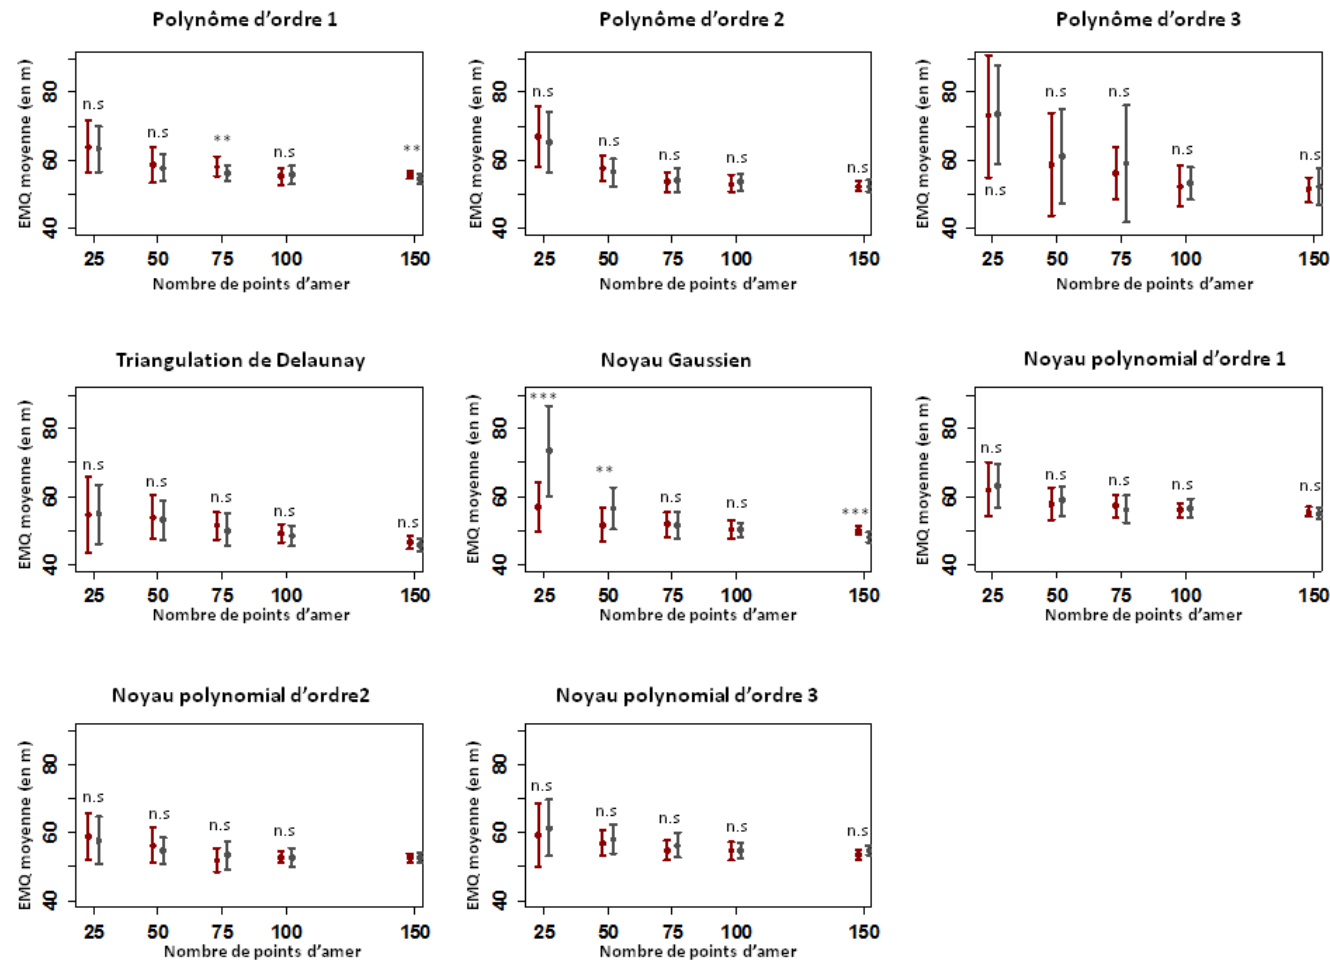 Polynôme d'ordre 1
EMQ moyenne (en m)
80
60
40
n.s
n.s
**
n.s
**
25 50 75 100 150
Nombre de points d'amer
Polynôme d'ordre 2
EMQ moyenne (en m)
80
60
40
n.s
n.s
n.s
n.s
n.s
25 50 75 100 150
Nombre de points d'amer
Polynôme d'ordre 3
EMQ moyenne (en m)
80
60
40
n.s
n.s
n.s
n.s
n.s
25 50 75 100 150
Nombre de points d'amer
Triangulation de Delaunay
EMQ moyenne (en m)
80
60
40
n.s
n.s
n.s
n.s
n.s
25 50 75 100 150
Nombre de points d'amer
Noyau Gaussien
EMQ moyenne (en m)
80
60
40
***
**
n.s
n.s
***
25 50 75 100 150
Nombre de points d'amer
Noyau polynomial d'ordre 1
EMQ moyenne (en m)
80
60
40
n.s
n.s
n.s
n.s
n.s
25 50 75 100 150
Nombre de points d'amer
Noyau polynomial d'ordre2
EMQ moyenne (en m)
80
60
40
n.s
n.s
n.s
n.s
n.s
25 50 75 100 150
Nombre de points d'amer
Noyau polynomial d'ordre 3
EMQ moyenne (en m)
80
60
40
n.s
n.s
n.s
n.s
n.s
25 50 75 100 150
Nombre de points d'amer